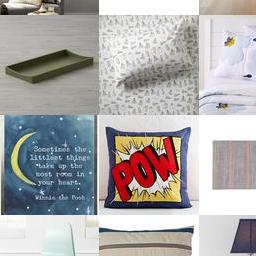 Sometimes the
littlest things
take up the
most room in
your heart.
Winnie the Pooh
POW